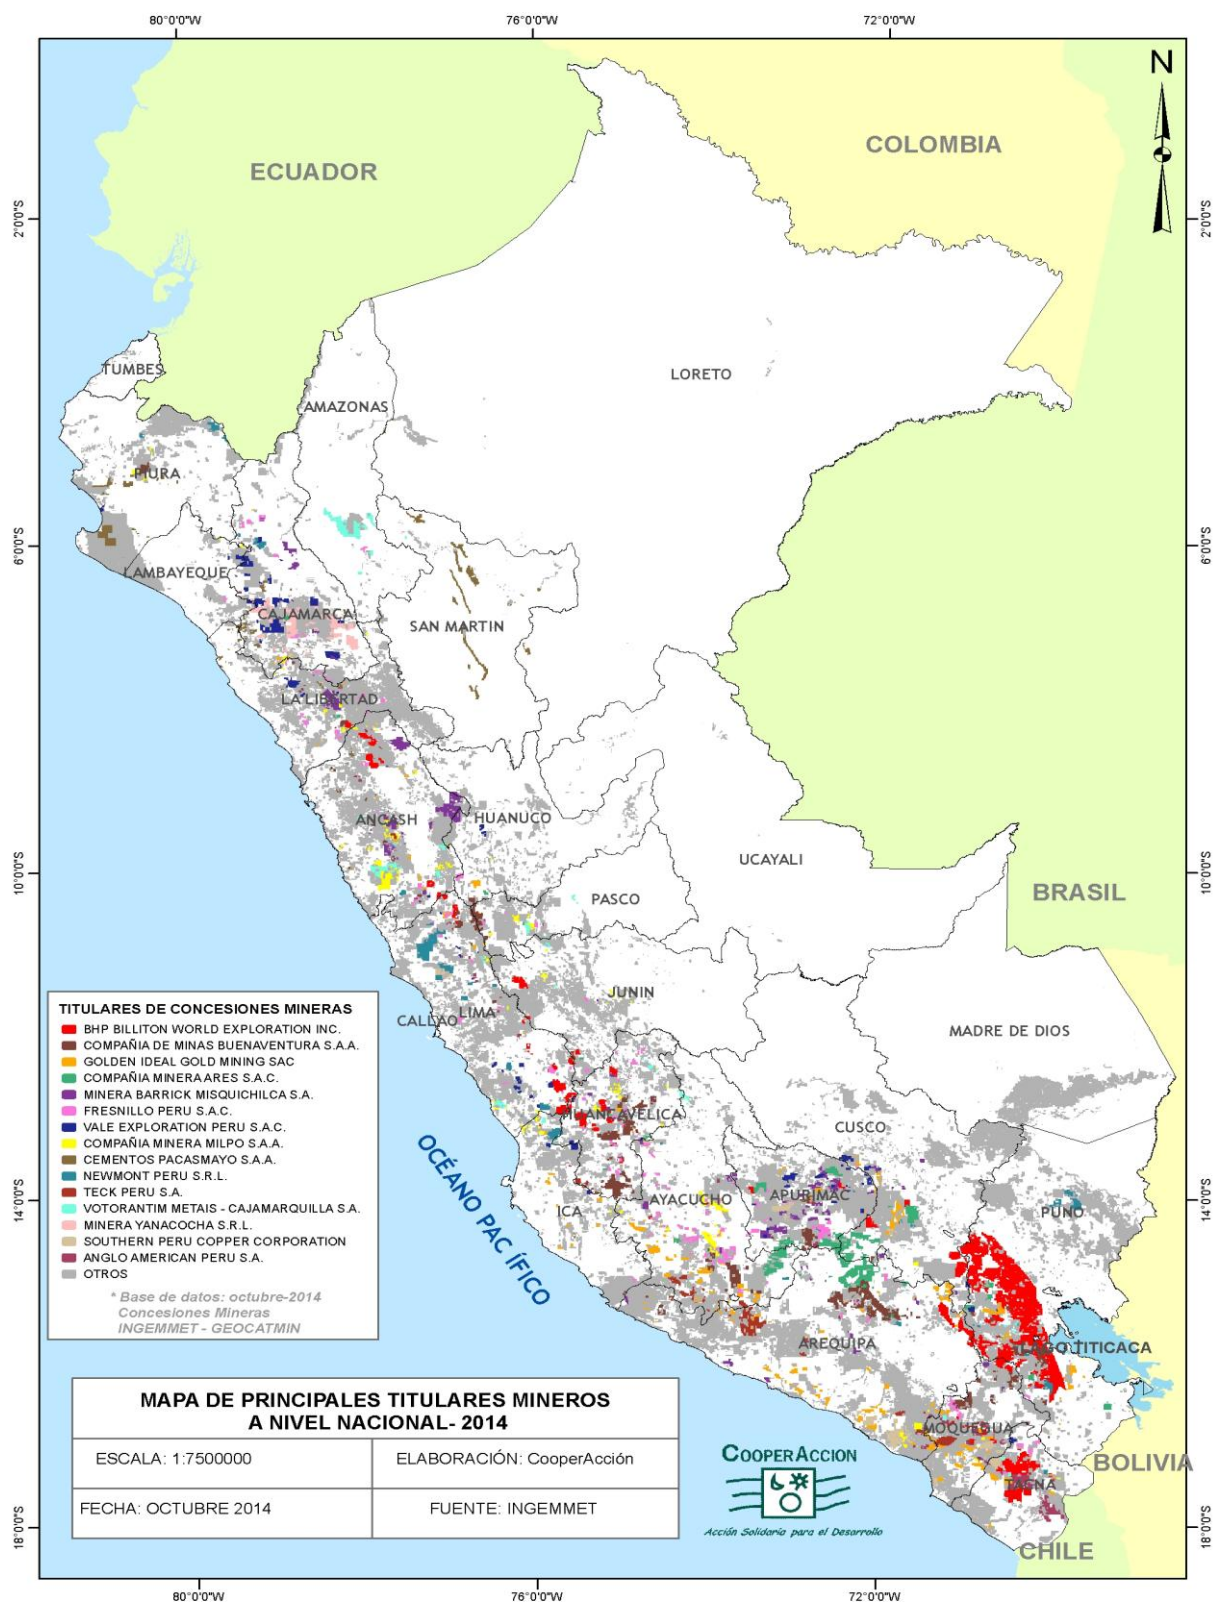 80°0'0"W 76°0'0"W 72°0'0"W
N
COLOMBIA
ECUADOR
2°0'0"S 2°0'0"S
TUMBES
LORETO
AMAZONAS
PIURA
6°0'0"S 6°0'0"S
LAMBAYEQUE
CAJAMARCA
SAN MARTIN
LA LIBERTAD
ANCASH
HUANUCO
UCAYALI
10°0'0"S 10°0'0"S
PASCO
BRASIL
JUNIN
LIMA
CALLAO
MADRE DE DIOS
HUANCAVELICA
CUSCO
OCÉANO PAC ÍFICO
AYACUCHO
APURIMAC
ICA
14°0'0"S 14°0'0"S
PUNO
AREQUIPA
LAGO TITICACA
MOQUEGUA
BOLIVIA
TACNA
18°0'0"S 18°0'0"S
CHILE
TITULARES DE CONCESIONES MINERAS
BHP BILLITON WORLD EXPLORATION INC.
COMPAÑIA DE MINAS BUENAVENTURA S.A.A.
GOLDEN IDEAL GOLD MINING SAC
COMPAÑIA MINERA ARES S.A.C.
MINERA BARRICK MISQUICHILCA S.A.
FRESNILLO PERU S.A.C.
VALE EXPLORATION PERU S.A.C.
COMPAÑIA MINERA MILPO S.A.A.
CEMENTOS PACASMAYO S.A.A.
NEWMONT PERU S.R.L.
TECK PERU S.A.
VOTORANTIM METAIS - CAJAMARQUILLA S.A.
MINERA YANACOCHA S.R.L.
SOUTHERN PERU COPPER CORPORATION
ANGLO AMERICAN PERU S.A.
OTROS
* Base de datos: octubre-2014
Concesiones Mineras
INGEMMET - GEOCATMIN
MAPA DE PRINCIPALES TITULARES MINEROS
A NIVEL NACIONAL- 2014
ESCALA: 1:7500000
ELABORACIÓN: CooperAcción
FECHA: OCTUBRE 2014
FUENTE: INGEMMET
COOPERACCION
Acción Solidaria para el Desarrollo
80°0'0"W 76°0'0"W 72°0'0"W